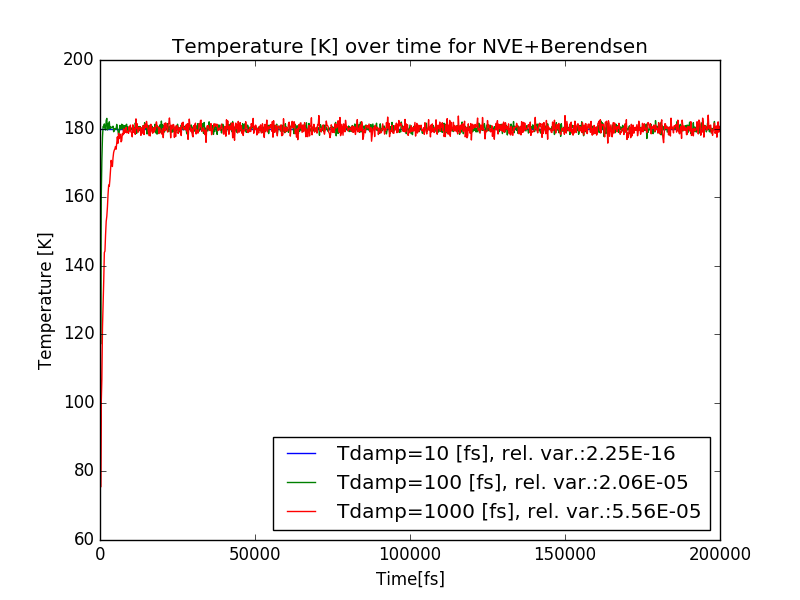 Temperature [K] over time for NVE+Berendsen
200
180
160
140
120
100
80
60
Temperature [K]
Tdamp=10 [fs], rel. var.:2.25E-16
Tdamp=100 [fs], rel. var.:2.06E-05
Tdamp=1000 [fs], rel. var.:5.56E-05
0 50000 100000 150000 200000
Time[fs]